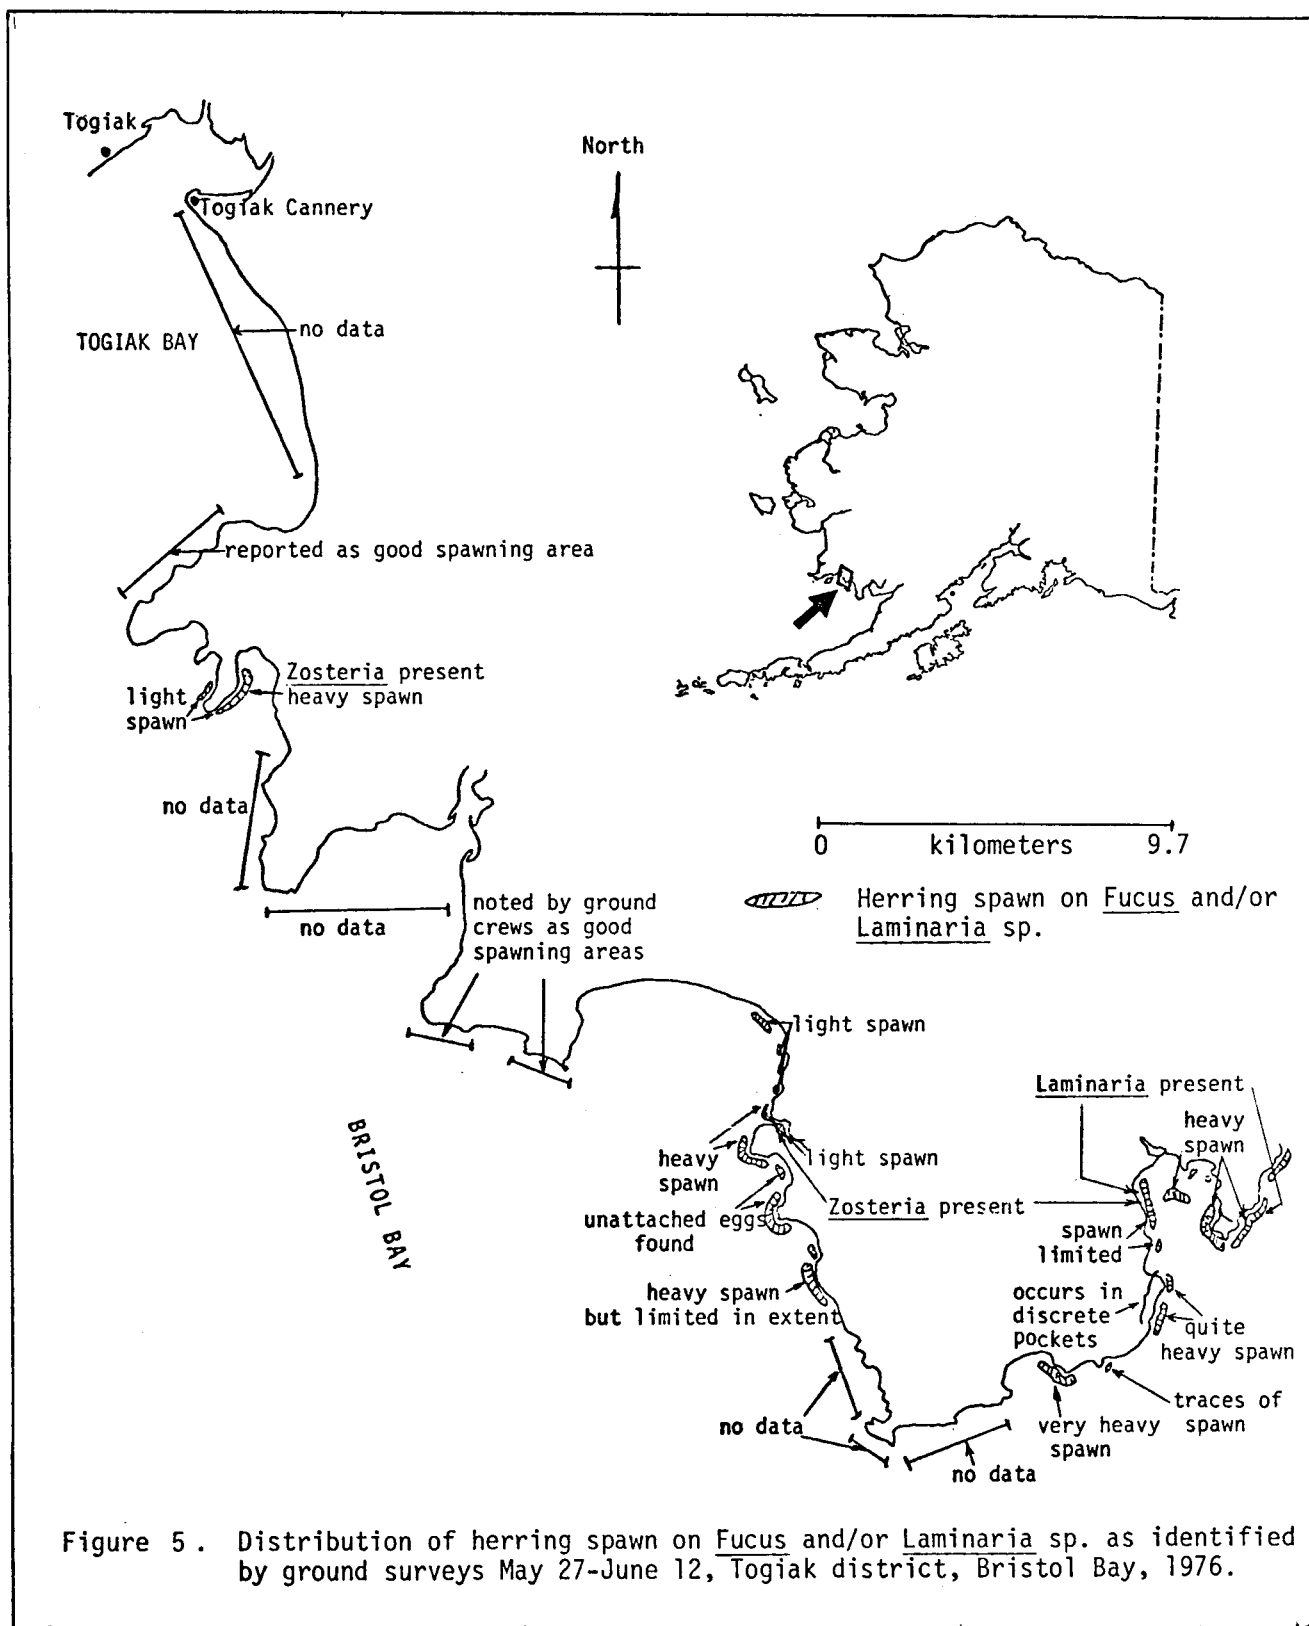 Togiak
North
Togiak Cannery
no data
TOGIAK BAY
reported as good spawning area
Zosteria present
heavy spawn
light
spawn
no data
0 kilometers 9.7
Herring spawn on Fucus and/or
Laminaria sp.
noted by ground
crews as good
spawning areas
no data
light spawn
Laminaria present
heavy
spawn
BRISTOL BAY
heavy
spawn
light spawn
Zosteria present
unattached eggs
found
spawn
limited
heavy spawn
but limited in extent
occurs in
discrete
pockets
quite
heavy spawn
traces of
spawn
no data
very heavy
spawn
no data
Figure 5. Distribution of herring spawn on Fucus and/or Laminaria sp. as identified
by ground surveys May 27-June 12, Togiak district, Bristol Bay, 1976.